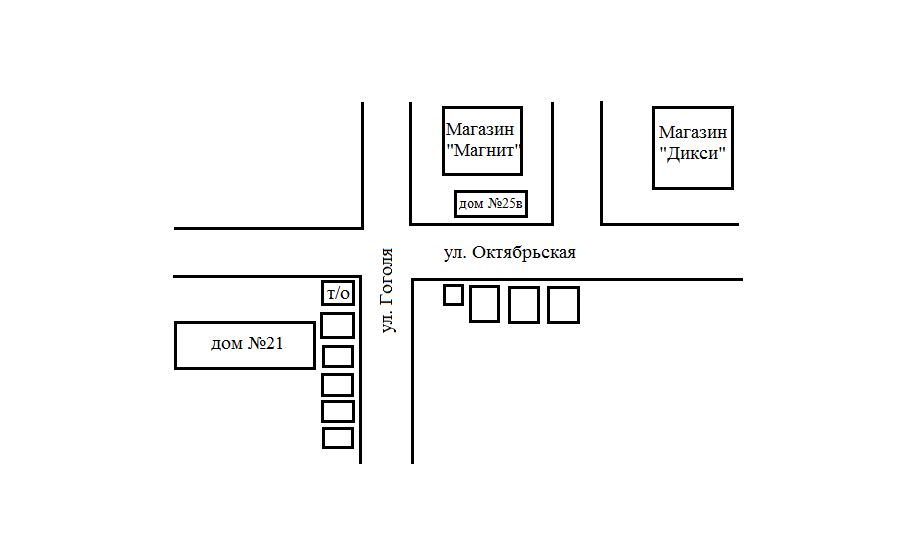 Магазин
"Магнит"
Магазин
"Дикси"
дом №25в
ул. Октябрьская
ул. Гоголя
т/о
дом №21